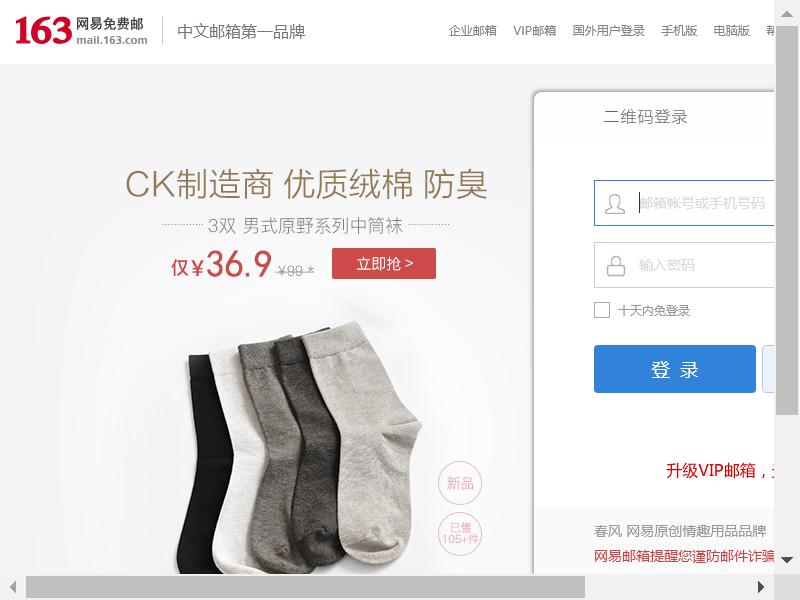 163 网易免费邮
mail.163.com
中文邮箱第一品牌
企业邮箱 VIP邮箱 国外用户登录 手机版 电脑版
二维码登录
CK制造商 优质绒棉 防臭
3双 男式原野系列中筒袜
仅¥36.9 ¥99 * 立即抢 >
邮箱帐号或手机号码
输入密码
十天内免登录
登 录
升级VIP邮箱，
新品
已售
105+件
春风 网易原创情趣用品品牌
网易邮箱提醒您谨防邮件诈骗